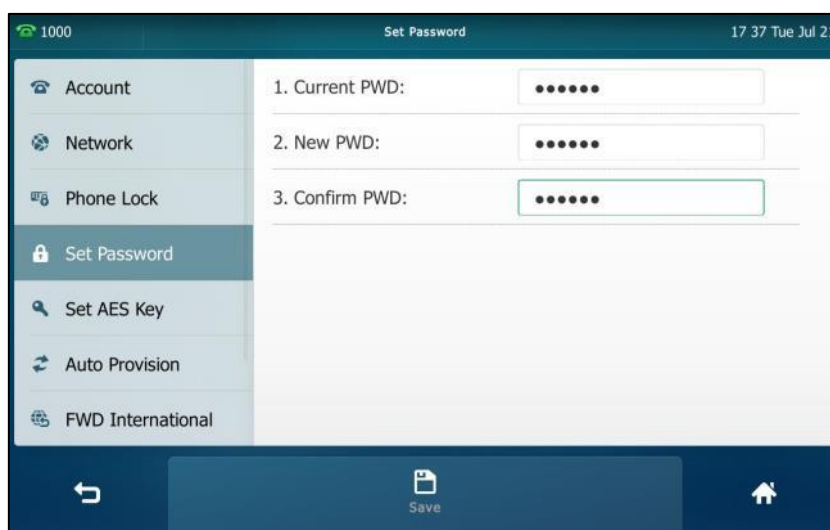 1000 Set Password 17 37 Tue Jul
Account
Network
Phone Lock
Set Password
Set AES Key
Auto Provision
FWD International
1. Current PWD: ••••••
2. New PWD: ••••••
3. Confirm PWD: ••••••
Save